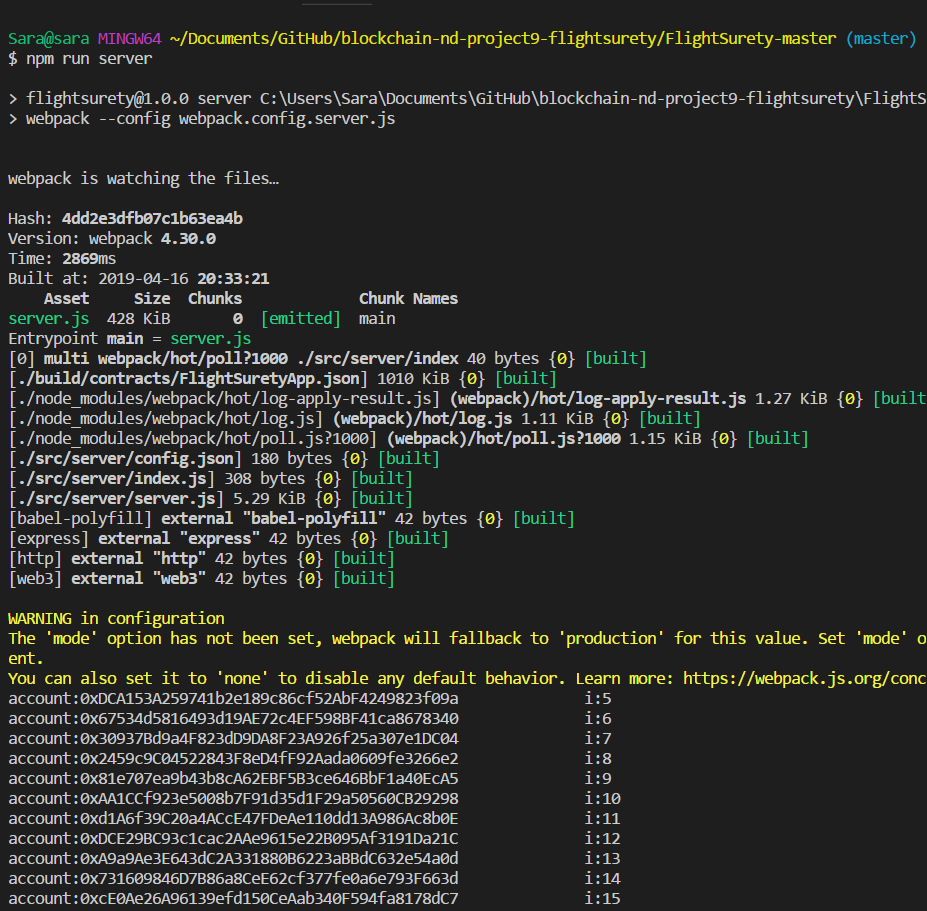 Sara@sara MINGW64 ~/Documents/GitHub/blockchain-nd-project9-flightsurety/FlightSurety-master (master)
$ npm run server
> flightsurety@1.0.0 server C:\Users\Sara\Documents\GitHub\blockchain-nd-project9-flightsurety\FlightS
> webpack --config webpack.config.server.js
webpack is watching the files…
Hash: 4dd2e3dfb07c1b63ea4b
Version: webpack 4.30.0
Time: 2869ms
Built at: 2019-04-16 20:33:21
Asset Size Chunks Chunk Names
server.js 428 KiB 0 [emitted] main
Entrypoint main = server.js
[0] multi webpack/hot/poll?1000 ./src/server/index 40 bytes {0} [built]
[./build/contracts/FlightSuretyApp.json] 1010 KiB {0} [built]
[./node_modules/webpack/hot/log-apply-result.js] (webpack)/hot/log-apply-result.js 1.27 KiB {0} [built
[./node_modules/webpack/hot/log.js] (webpack)/hot/log.js 1.11 KiB {0} [built]
[./node_modules/webpack/hot/poll.js?1000] (webpack)/hot/poll.js?1000 1.15 KiB {0} [built]
[./src/server/config.json] 180 bytes {0} [built]
[./src/server/index.js] 308 bytes {0} [built]
[./src/server/server.js] 5.29 KiB {0} [built]
[babel-polyfill] external "babel-polyfill" 42 bytes {0} [built]
[express] external "express" 42 bytes {0} [built]
[http] external "http" 42 bytes {0} [built]
[web3] external "web3" 42 bytes {0} [built]
WARNING in configuration
The 'mode' option has not been set, webpack will fallback to 'production' for this value. Set 'mode' o
ent.
You can also set it to 'none' to disable any default behavior. Learn more: https://webpack.js.org/conc
account:0xDCA153A259741b2e189c86cf52AbF4249823f09a i:5
account:0x67534d5816493d19AE72c4EF598BF41ca8678340 i:6
account:0x30937Bd9a4F823dD9DA8F23A926f25a307e1DC04 i:7
account:0x2459c9C04522843F8eD4fF92Aada0609fe3266e2 i:8
account:0x81e707ea9b43b8cA62EBF5B3ce646BbF1a40EcA5 i:9
account:0xAA1CCf923e5008b7F91d35d1F29a50560CB29298 i:10
account:0xd1A6f39C20a4ACcE47FDeAe110dd13A986Ac8b0E i:11
account:0xDCE29BC93c1cac2AAe9615e22B095Af3191Da21C i:12
account:0xA9a9Ae3E643dC2A331880B6223aBBdC632e54a0d i:13
account:0x731609846D7B86a8CeE62cf377fe0a6e793F663d i:14
account:0xcE0Ae26A96139efd150CeAab340F594fa8178dC7 i:15